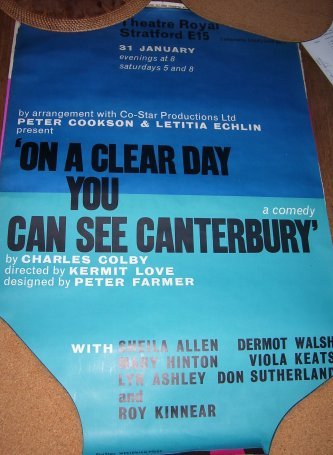 Theatre Royal
Stratford E15
31 JANUARY
evenings at 8
saturdays 5 and 8
by arrangement with Co-Star Productions Ltd
PETER COOKSON & LETITIA ECHLIN
present
'ON A CLEAR DAY
YOU
a comedy
CAN SEE CANTERBURY'
by CHARLES COLBY
directed by KERMIT LOVE
designed by PETER FARMER
WITH SHEILA ALLEN DERMOT WALSH
MARY HINTON VIOLA KEATS
LYN ASHLEY DON SUTHERLAND
and
ROY KINNEAR